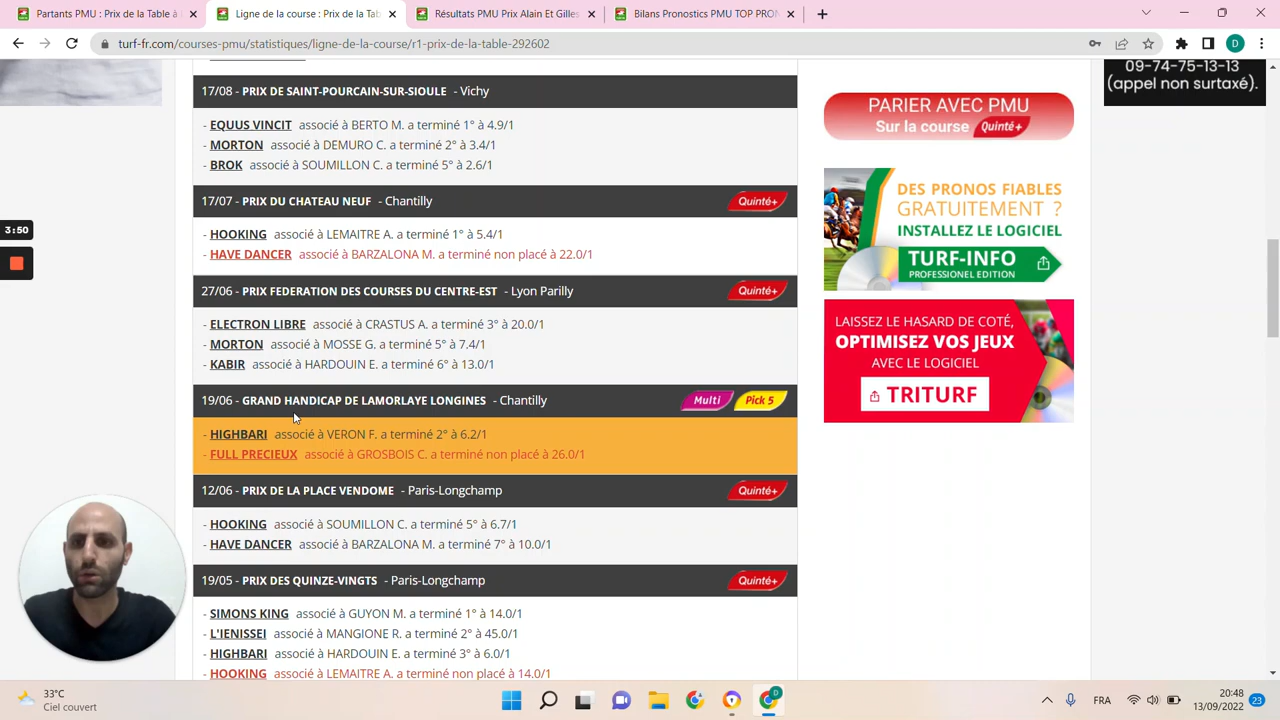 Partants PMU : Prix de la Table à
Ligne de la course : Prix de la Tab
Résultats PMU Prix Alain Et Gilles
Bilans Pronostics PMU TOP PRON
turf-fr.com/courses-pmu/statistiques/ligne-de-la-course/r1-prix-de-la-table-292602
D
17/08 - PRIX DE SAINT-POURCAIN-SUR-SIOULE - Vichy
- EQUUS VINCIT associé à BERTO M. a terminé 1° à 4.9/1
- MORTON associé à DEMURO C. a terminé 2° à 3.4/1
- BROK associé à SOUMILLON C. a terminé 5° à 2.6/1
17/07 - PRIX DU CHATEAU NEUF - Chantilly Quinté+
- HOOKING associé à LEMAITRE A. a terminé 1° à 5.4/1
- HAVE DANCER associé à BARZALONA M. a terminé non placé à 22.0/1
27/06 - PRIX FEDERATION DES COURSES DU CENTRE-EST - Lyon Parilly Quinté+
- ELECTRON LIBRE associé à CRASTUS A. a terminé 3° à 20.0/1
- MORTON associé à MOSSE G. a terminé 5° à 7.4/1
- KABIR associé à HARDOUIN E. a terminé 6° à 13.0/1
19/06 - GRAND HANDICAP DE LAMORLAYE LONGINES - Chantilly Multi Pick 5
- HIGHBARI associé à VERON F. a terminé 2° à 6.2/1
- FULL PRECIEUX associé à GROSBOIS C. a terminé non placé à 26.0/1
12/06 - PRIX DE LA PLACE VENDOME - Paris-Longchamp Quinté+
- HOOKING associé à SOUMILLON C. a terminé 5° à 6.7/1
- HAVE DANCER associé à BARZALONA M. a terminé 7° à 10.0/1
19/05 - PRIX DES QUINZE-VINGTS - Paris-Longchamp Quinté+
- SIMONS KING associé à GUYON M. a terminé 1° à 14.0/1
- L'IENISSEI associé à MANGIONE R. a terminé 2° à 45.0/1
- HIGHBARI associé à HARDOUIN E. a terminé 3° à 6.0/1
- HOOKING associé à LEMAITRE A. a terminé non placé à 14.0/1
PARIER AVEC PMU
Sur la course Quinté+
DES PRONOS FIABLES
GRATUITEMENT ?
INSTALLEZ LE LOGICIEL
TURF-INFO
PROFESSIONEL EDITION
LAISSEZ LE HASARD DE COTÉ,
OPTIMISEZ VOS JEUX
AVEC LE LOGICIEL
TRITURF
09-74-75-13-13
(appel non surtaxé).
3:50
33°C
Ciel couvert
D
FRA
20:48
13/09/2022
23